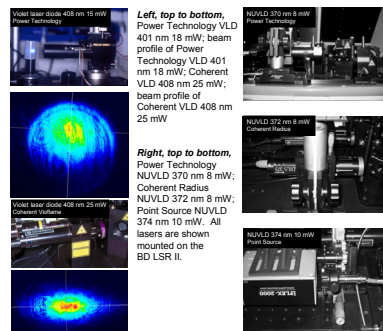 Violet laser diode 408 nm 15 mW
Power Technology
Violet laser diode 408 nm 25 mW
Coherent Vioflame
Left, top to bottom,
Power Technology VLD
401 nm 18 mW; beam
profile of Power
Technology VLD 401
nm 18 mW; Coherent
VLD 408 nm 25 mW;
beam profile of
Coherent VLD 408 nm
25 mW
Right, top to bottom,
Power Technology
NUVLD 370 nm 8 mW;
Coherent Radius
NUVLD 372 nm 8 mW;
Point Source NUVLD
374 nm 10 mW. All
lasers are shown
mounted on the
BD LSR II.
NUVLD 370 nm 8 mW
Power Technology
NUVLD 372 nm 8 mW
Coherent Radius
NUVLD 374 nm 10 mW
Point Source
iFLEX-2000